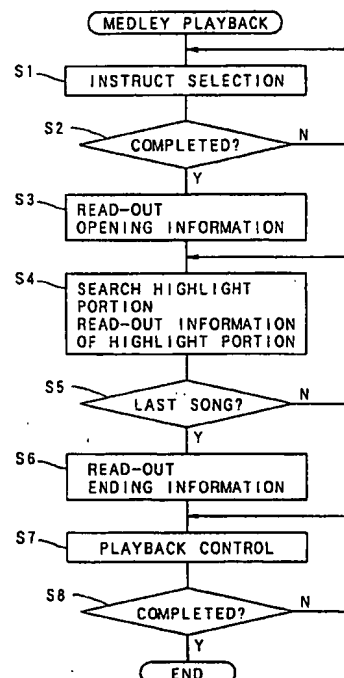 MEDLEY PLAYBACK
S1
INSTRUCT SELECTION
S2
COMPLETED?
N
Y
S3
READ-OUT
OPENING INFORMATION
S4
SEARCH HIGHLIGHT
PORTION
READ-OUT INFORMATION
OF HIGHLIGHT PORTION
S5
LAST SONG?
N
Y
S6
READ-OUT
ENDING INFORMATION
S7
PLAYBACK CONTROL
S8
COMPLETED?
N
Y
END